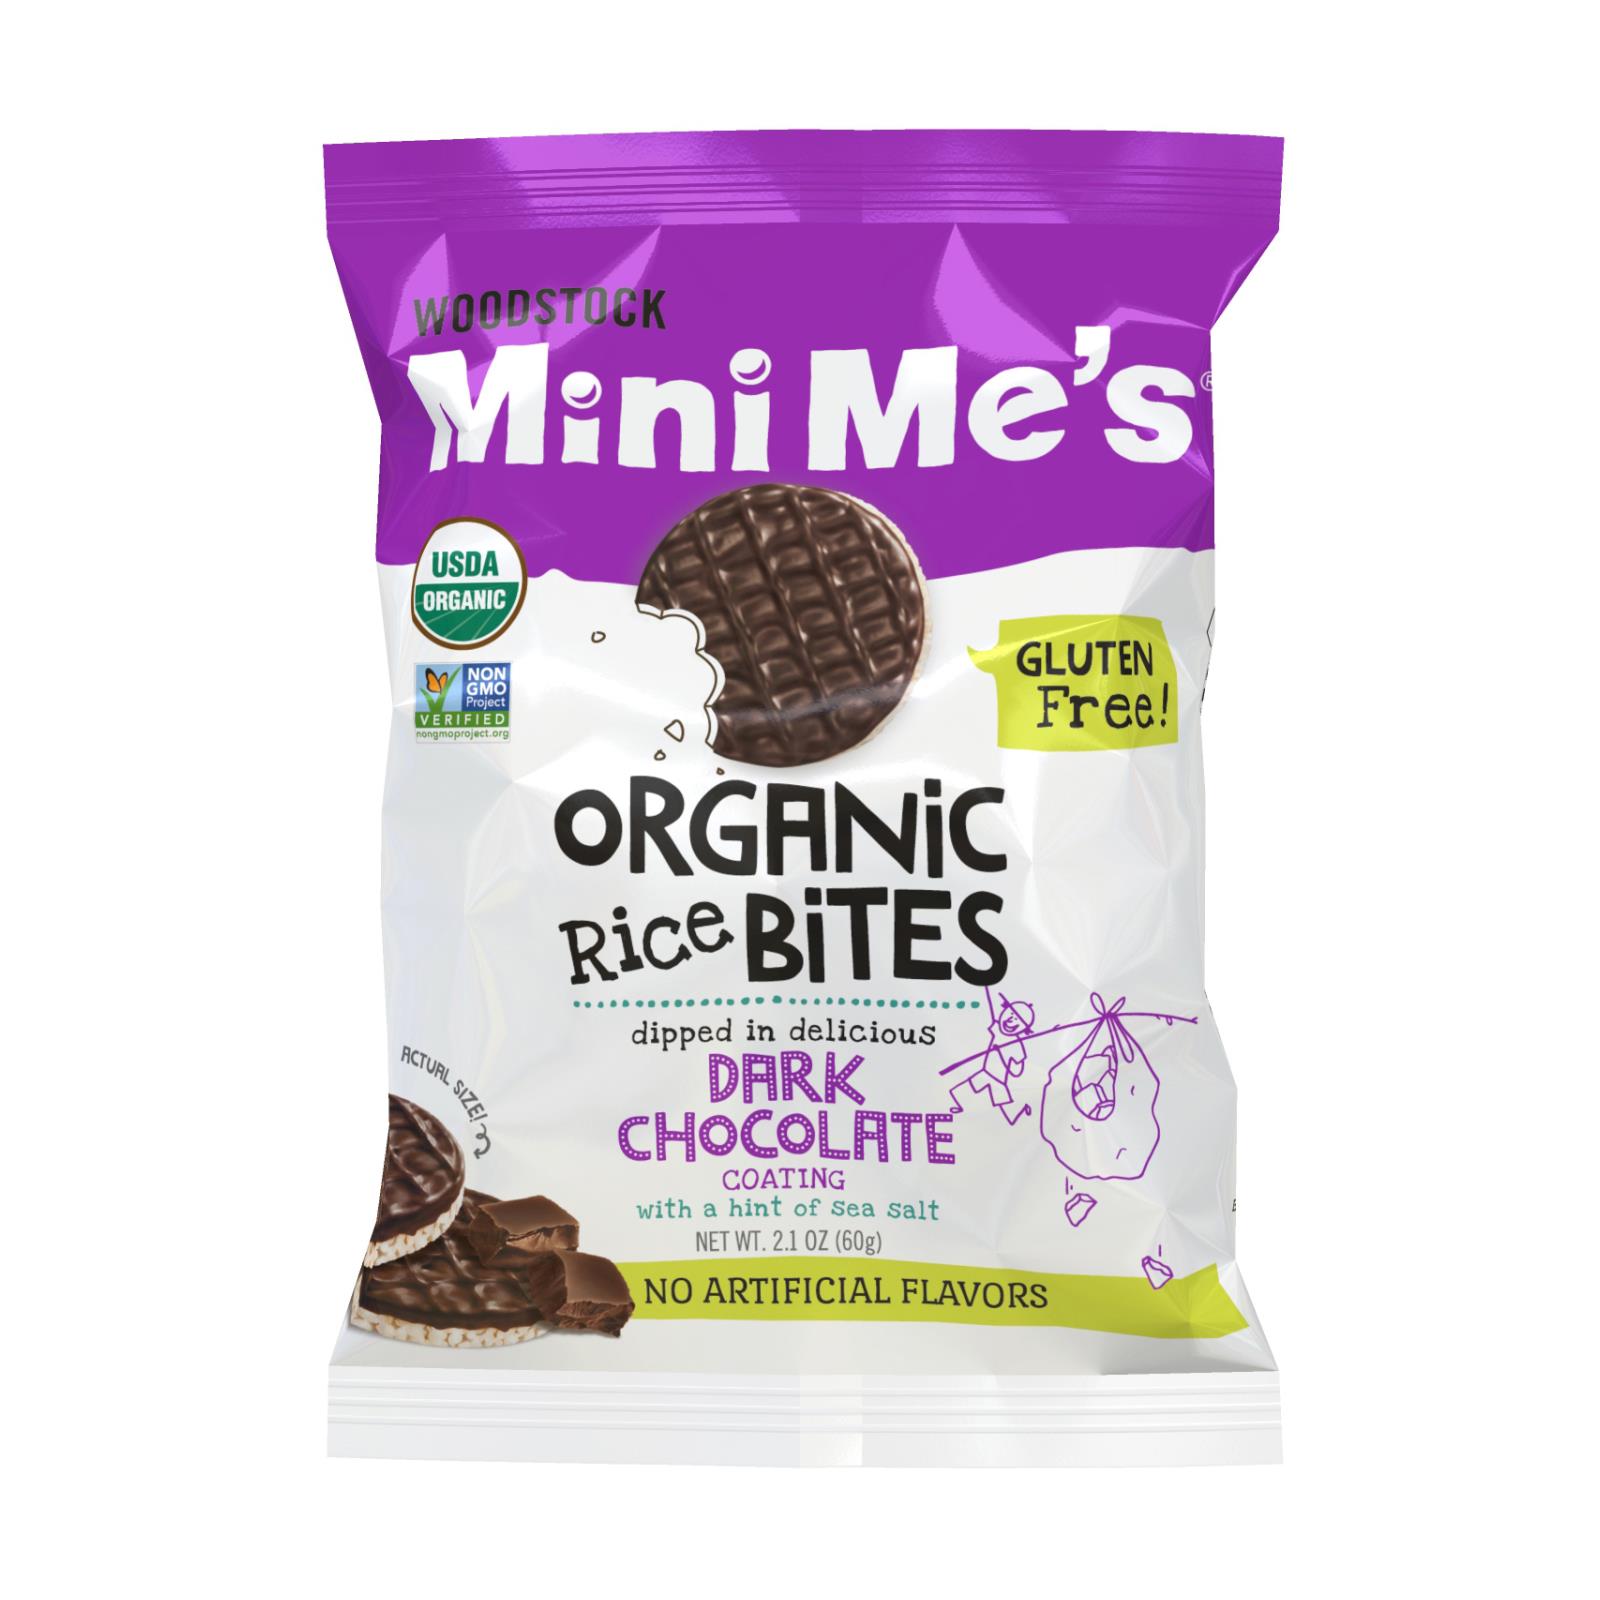 WOODSTOCK
Mini Me's®
USDA
ORGANIC
NON
GMO
Project
VERIFIED
nongmoproject.org
GLUTEN
Free!
ORGANiC
Rice BiTES
dipped in delicious
DARK
CHOCOLATE
COATING
with a hint of sea salt
NET WT. 2.1 OZ (60g)
ACTUAL SIZE!
NO ARTIFICIAL FLAVORS